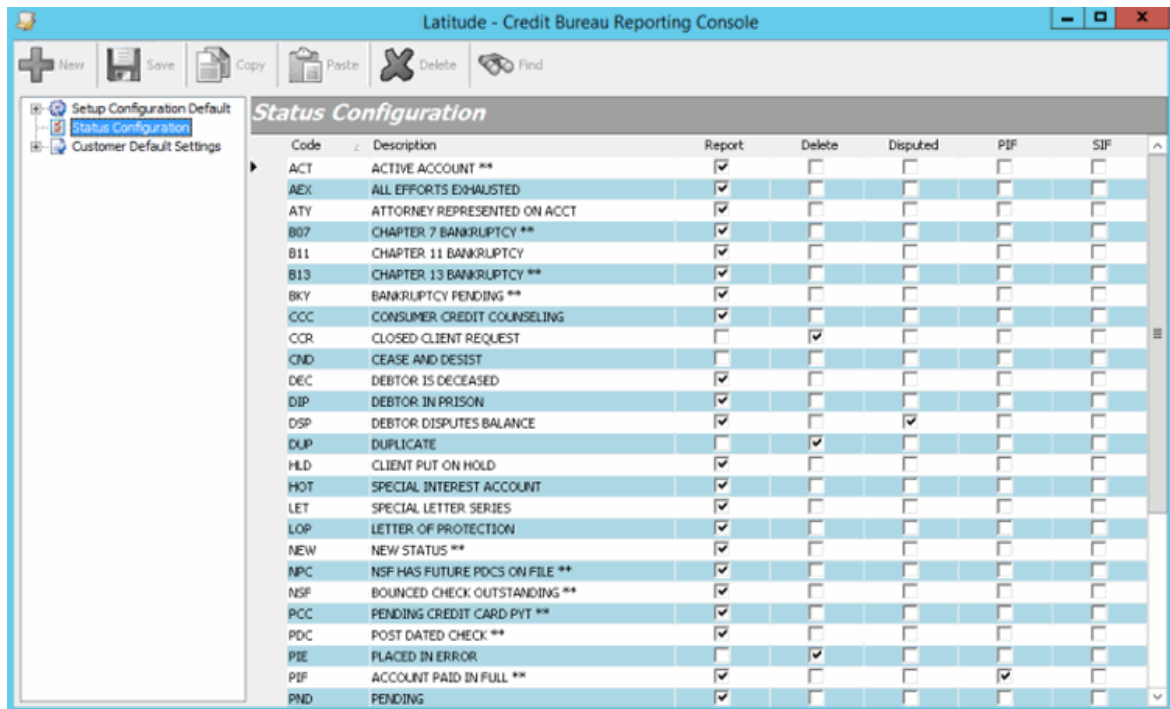 Latitude - Credit Bureau Reporting Console
New Save Copy Paste Delete Find
Setup Configuration Default
Status Configuration
Customer Default Settings
Status Configuration
Code Description Report Delete Disputed PIF SIF
ACT ACTIVE ACCOUNT **
AEX ALL EFFORTS EXHAUSTED
ATY ATTORNEY REPRESENTED ON ACCT
B07 CHAPTER 7 BANKRUPTCY **
B11 CHAPTER 11 BANKRUPTCY
B13 CHAPTER 13 BANKRUPTCY **
BKY BANKRUPTCY PENDING **
CCC CONSUMER CREDIT COUNSELING
CCR CLOSED CLIENT REQUEST
CND CEASE AND DESIST
DEC DEBTOR IS DECEASED
DIP DEBTOR IN PRISON
DSP DEBTOR DISPUTES BALANCE
DUP DUPLICATE
HLD CLIENT PUT ON HOLD
HOT SPECIAL INTEREST ACCOUNT
LET SPECIAL LETTER SERIES
LOP LETTER OF PROTECTION
NEW NEW STATUS **
NPC NSF HAS FUTURE PDCS ON FILE **
NSF BOUNCED CHECK OUTSTANDING **
PCC PENDING CREDIT CARD PYT **
PDC POST DATED CHECK **
PIE PLACED IN ERROR
PIF ACCOUNT PAID IN FULL **
PND PENDING